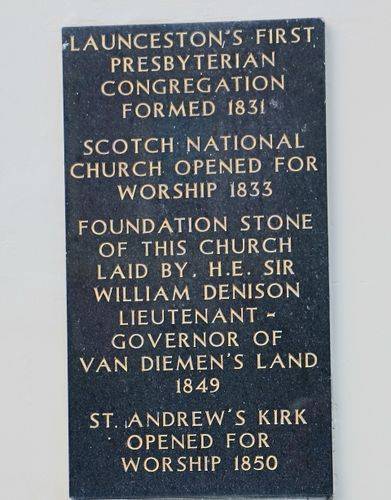 LAUNCESTON'S FIRST
PRESBYTERIAN
CONGREGATION
FORMED 1831
SCOTCH NATIONAL
CHURCH OPENED FOR
WORSHIP 1833
FOUNDATION STONE
OF THIS CHURCH
LAID BY. H.E. SIR
WILLIAM DENISON
LIEUTENANT -
GOVERNOR OF
VAN DIEMEN'S LAND
1849
ST. ANDREW'S KIRK
OPENED FOR
WORSHIP 1850